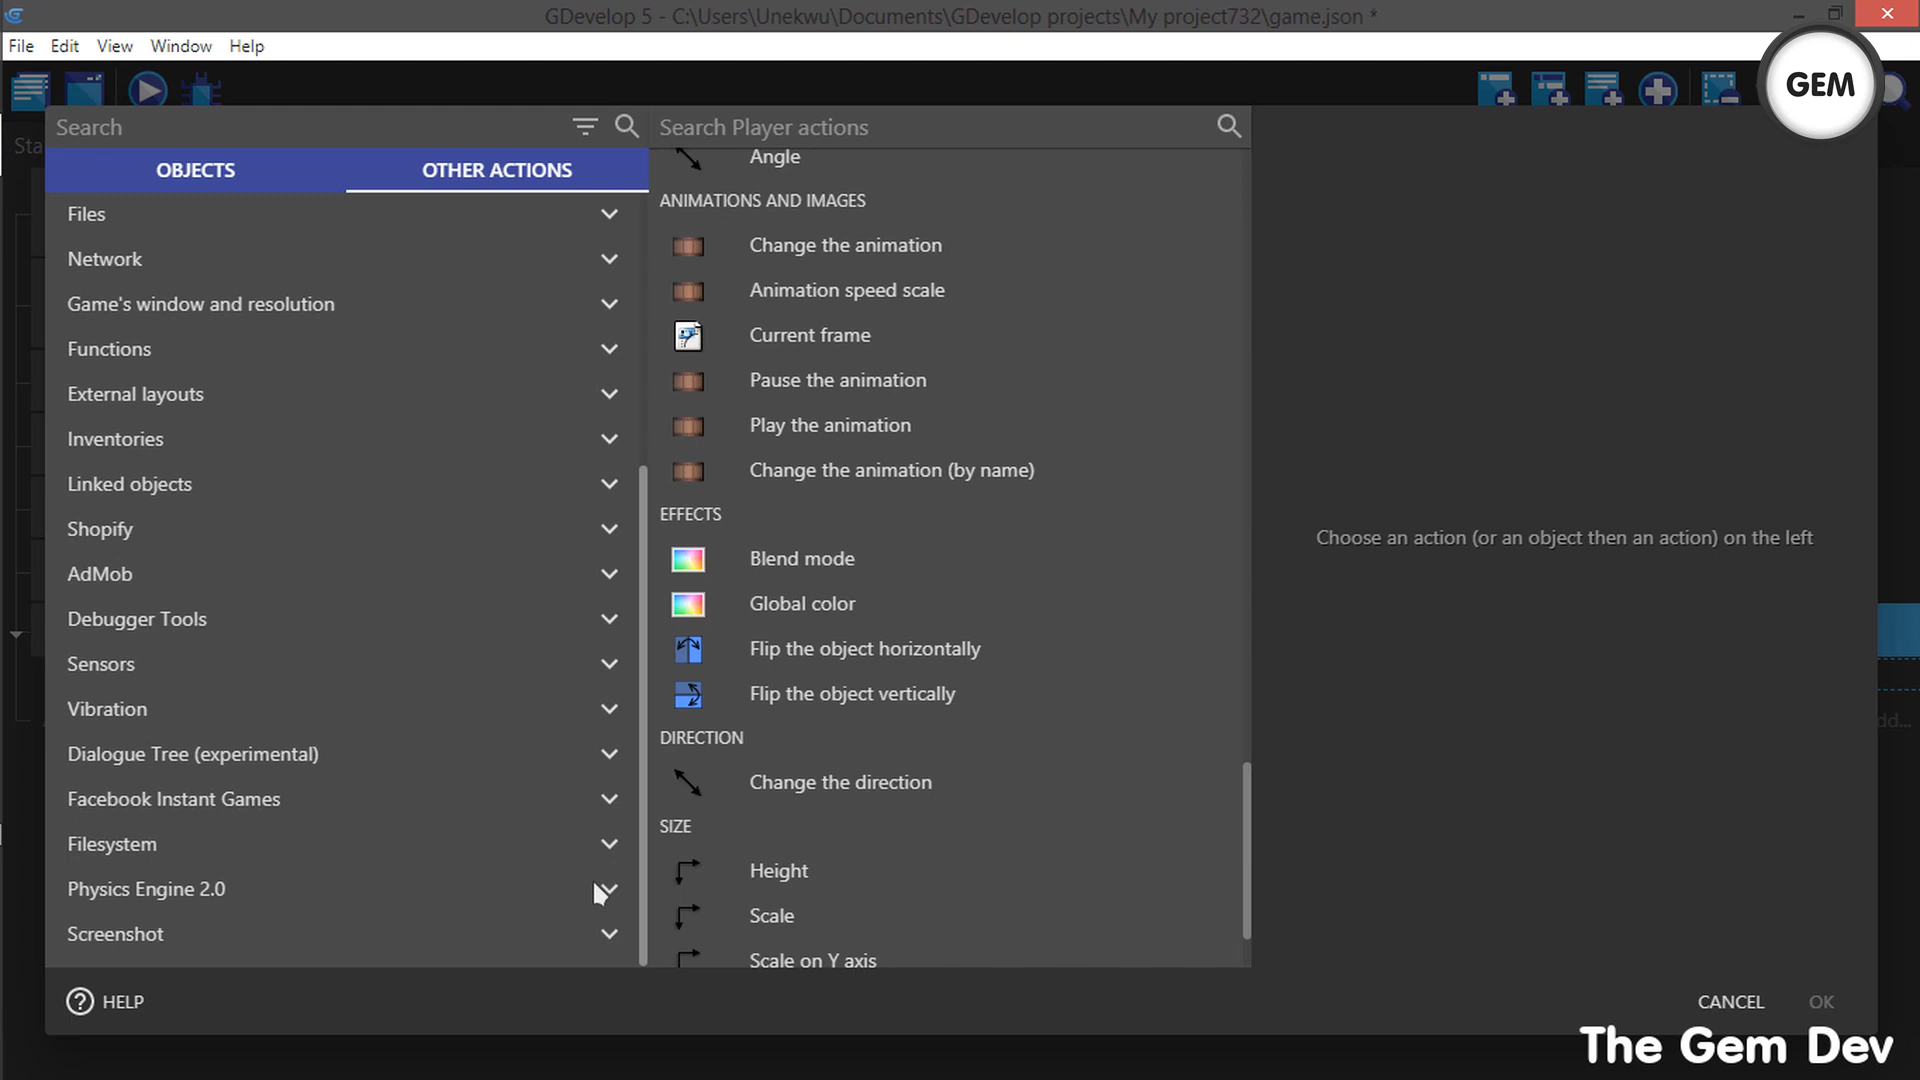 GDevelop 5 - C:\Users\Unekwu\Documents\GDevelop projects\My project732\game.json *
File Edit View Window Help
GEM
Sta
Search
Search Player actions
OBJECTS
OTHER ACTIONS
Files
Network
Game's window and resolution
Functions
External layouts
Inventories
Linked objects
Shopify
AdMob
Debugger Tools
Sensors
Vibration
Dialogue Tree (experimental)
Facebook Instant Games
Filesystem
Physics Engine 2.0
Screenshot
Angle
ANIMATIONS AND IMAGES
Change the animation
Animation speed scale
Current frame
Pause the animation
Play the animation
Change the animation (by name)
EFFECTS
Blend mode
Global color
Flip the object horizontally
Flip the object vertically
DIRECTION
Change the direction
SIZE
Height
Scale
Scale on Y axis
Choose an action (or an object then an action) on the left
dd...
HELP
CANCEL
OK
The Gem Dev